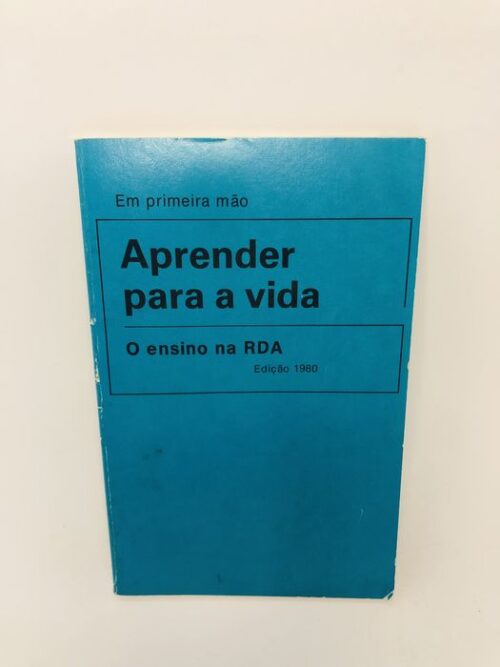 Em primeira mão
Aprender
para a vida
O ensino na RDA
Edição 1980